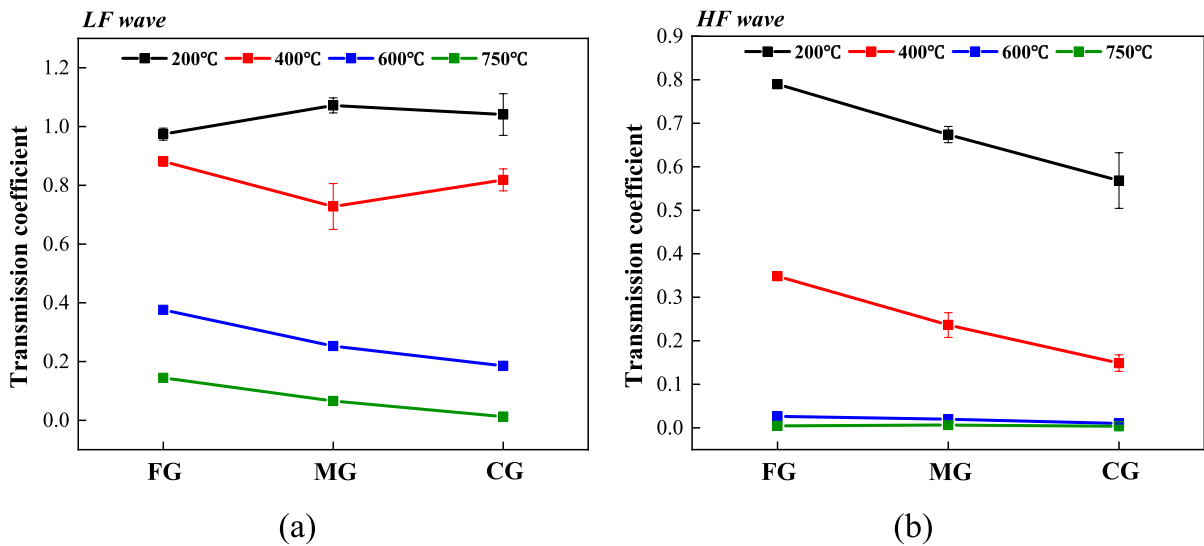 LF wave
200℃ 400℃ 600℃ 750℃
1.2
1.0
0.8
0.6
0.4
0.2
0.0
Transmission coefficient
FG MG CG
(a)
HF wave
0.9
200℃ 400℃ 600℃ 750℃
0.8
0.7
0.6
0.5
0.4
0.3
0.2
0.1
0.0
Transmission coefficient
FG MG CG
(b)